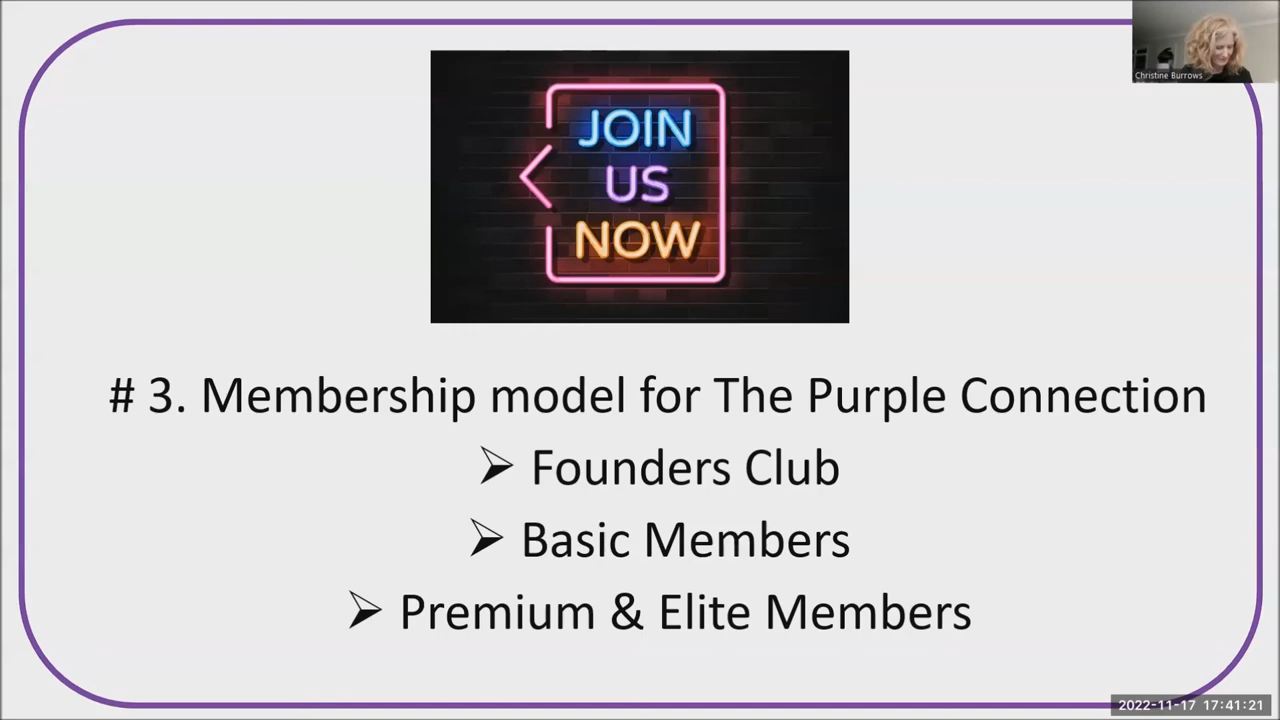 Christine Burrows
JOIN
US
NOW
# 3. Membership model for The Purple Connection
➢ Founders Club
➢ Basic Members
➢ Premium & Elite Members
2022-11-17 17:41:21